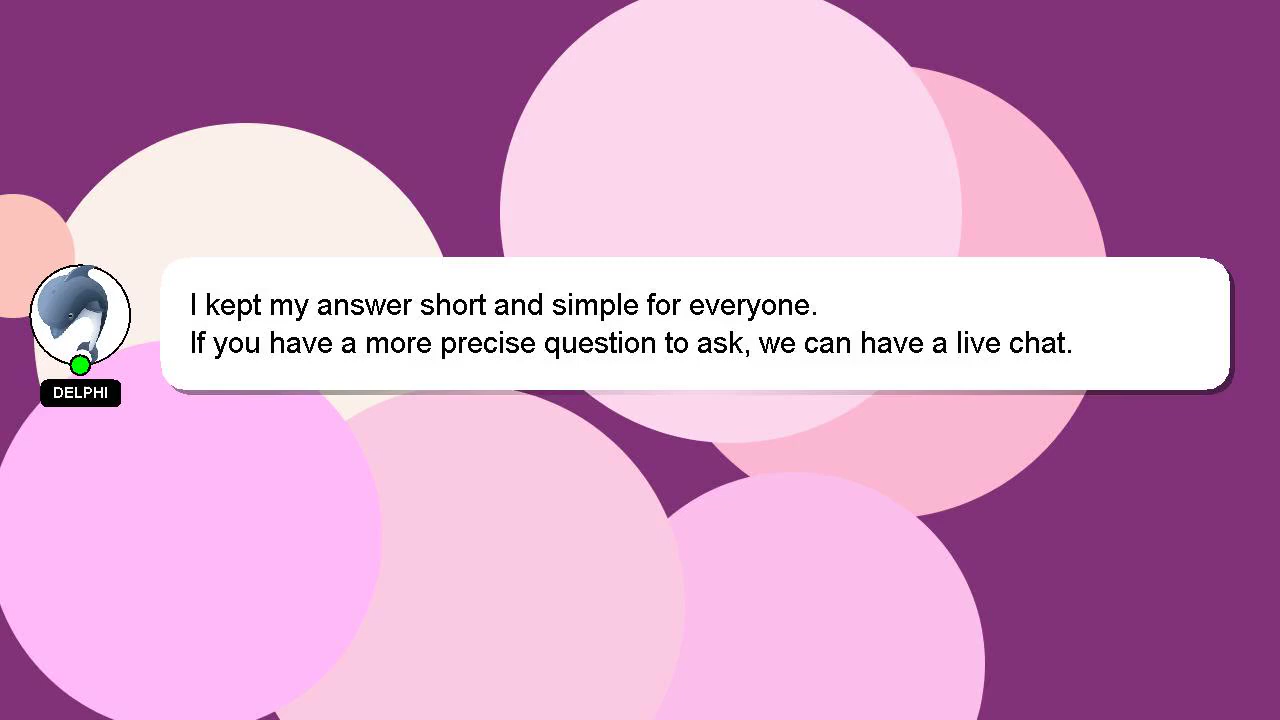 I kept my answer short and simple for everyone.
If you have a more precise question to ask, we can have a live chat.
DELPHI